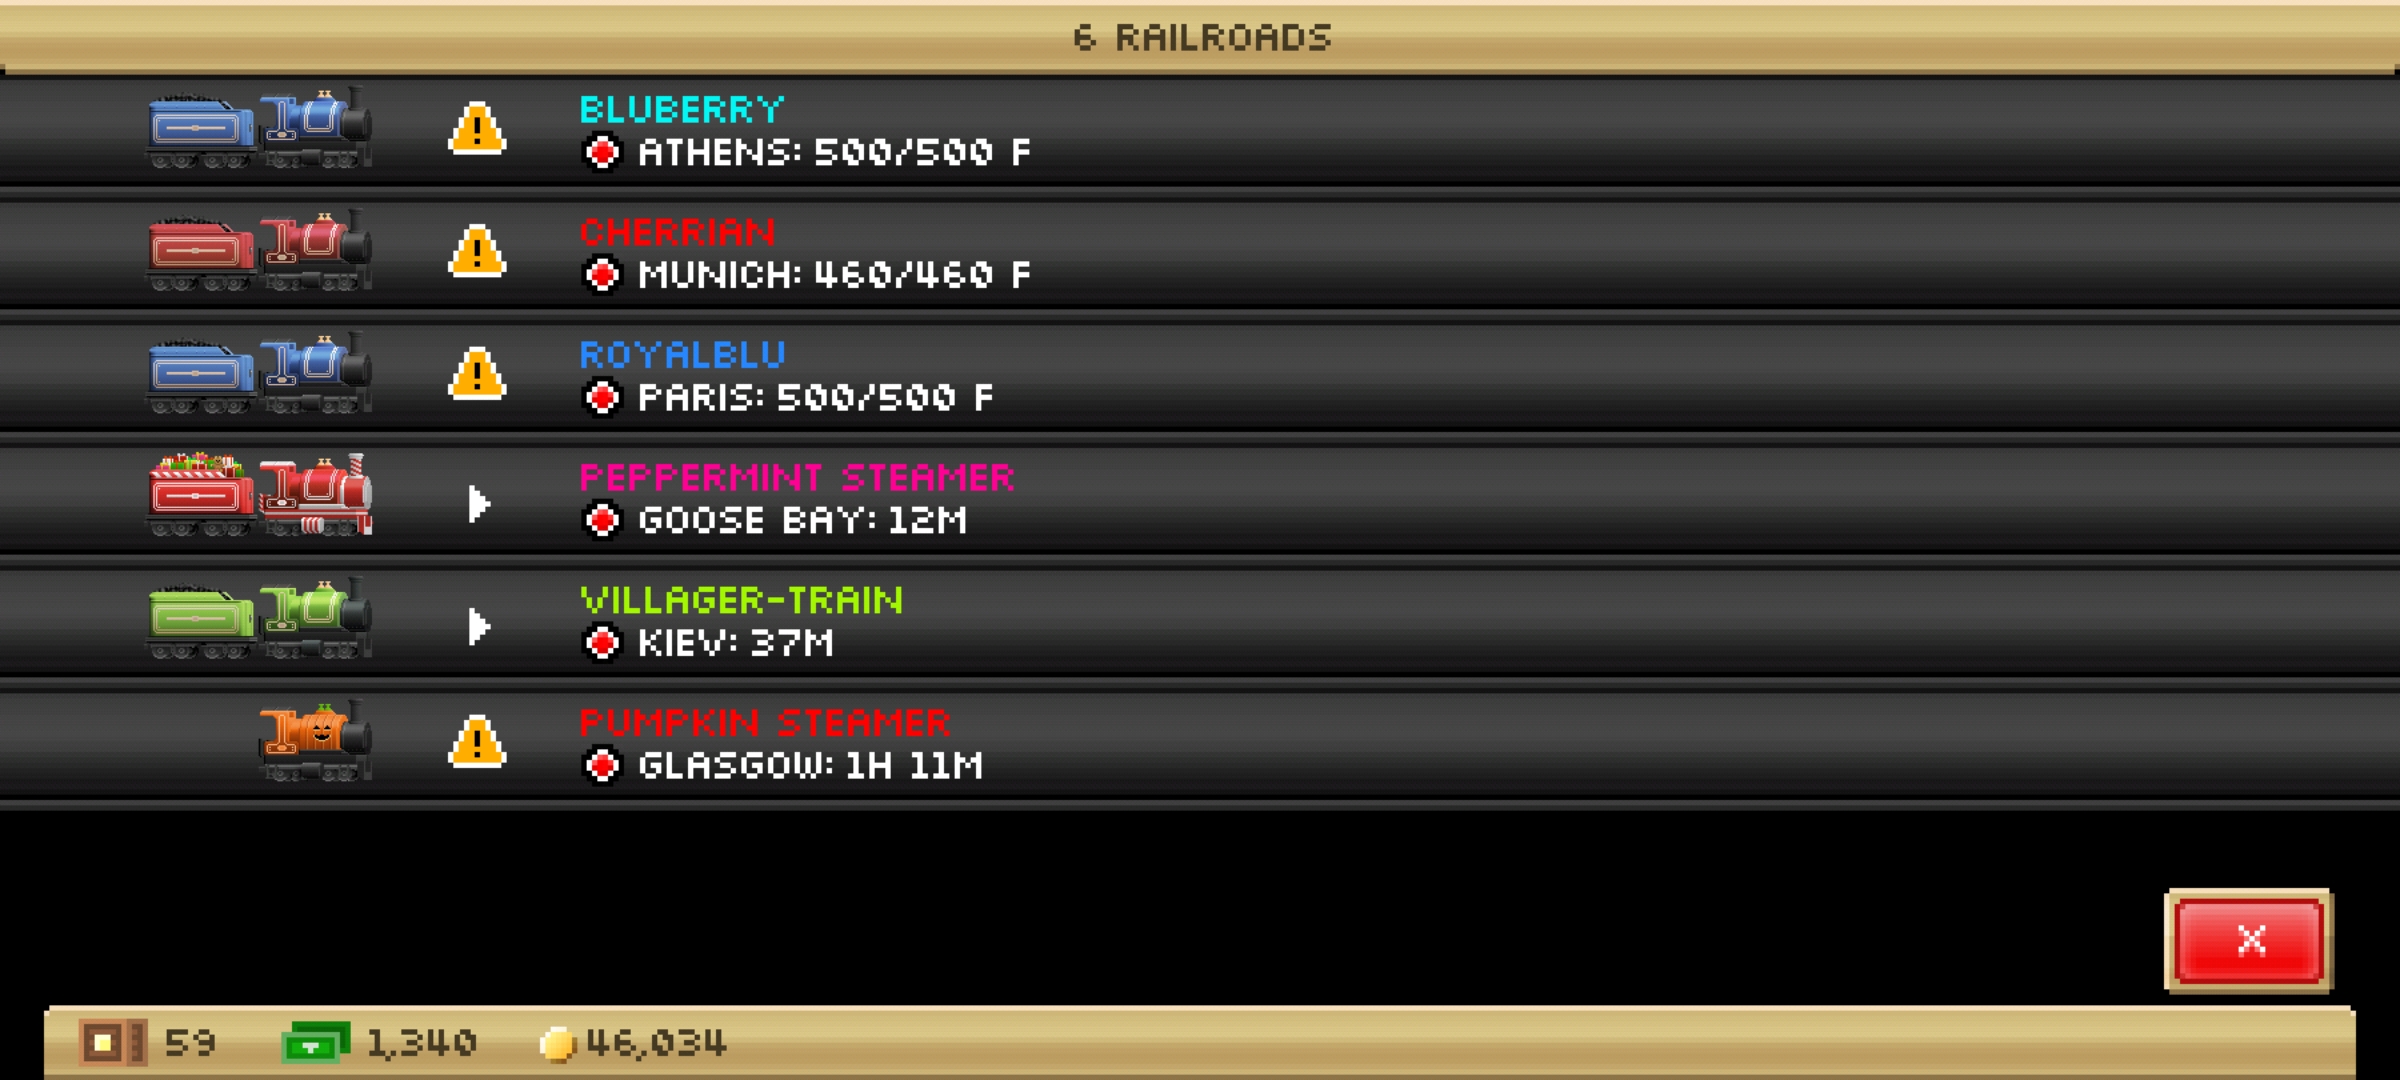 6 RAILROADS
BLUBERRY
ATHENS: 500/500 F
CHERRIAN
MUNICH: 460/460 F
ROYALBLU
PARIS: 500/500 F
PEPPERMINT STEAMER
GOOSE BAY: 12M
VILLAGER-TRAIN
KIEV: 37M
PUMPKIN STEAMER
GLASGOW: 1H 11M
X
59 1,340 46,034